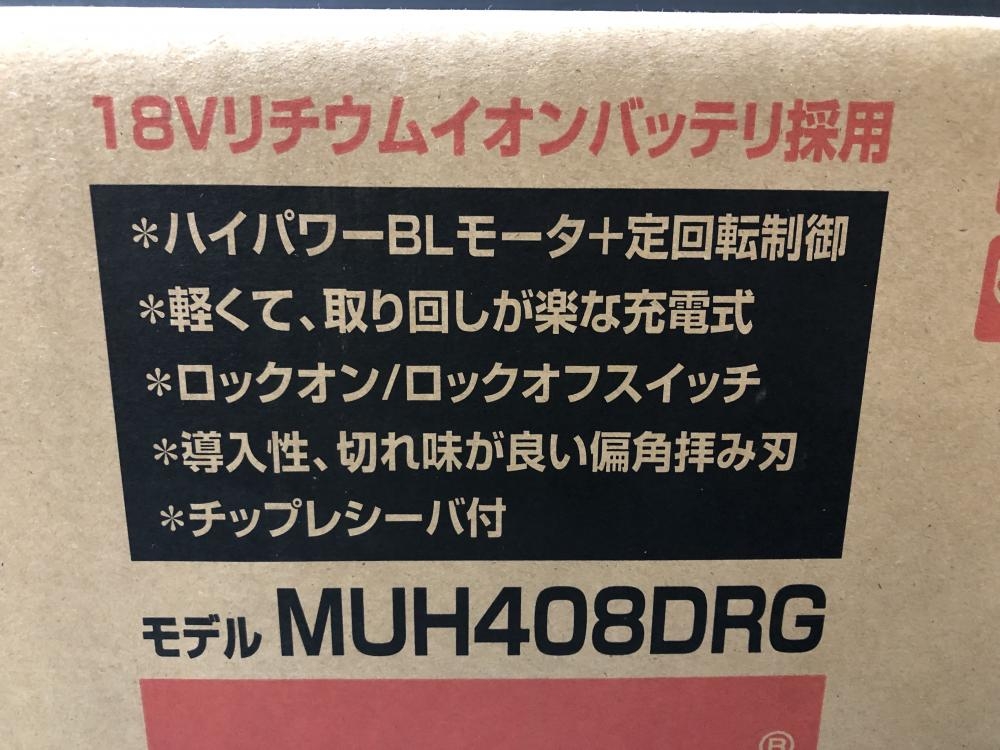 18Vリチウムイオンバッテリ採用
*ハイパワーBLモータ+定回転制御
*軽くて、取り回しが楽な充電式
*ロックオン/ロックオフスイッチ
*導入性、切れ味が良い偏角拝み刃
*チップレシーバ付
モデル MUH408DRG
®